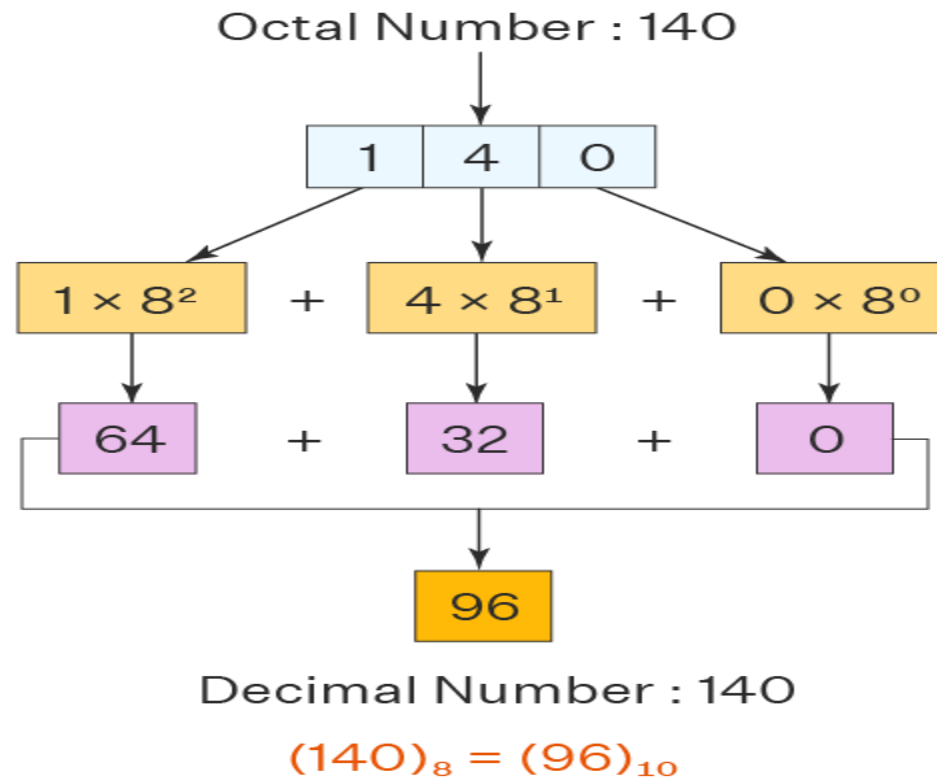 Octal Number : 140
1 4 0
1 × 8² + 4 × 8¹ + 0 × 8⁰
64 + 32 + 0
96
Decimal Number : 140
(140)₈ = (96)₁₀